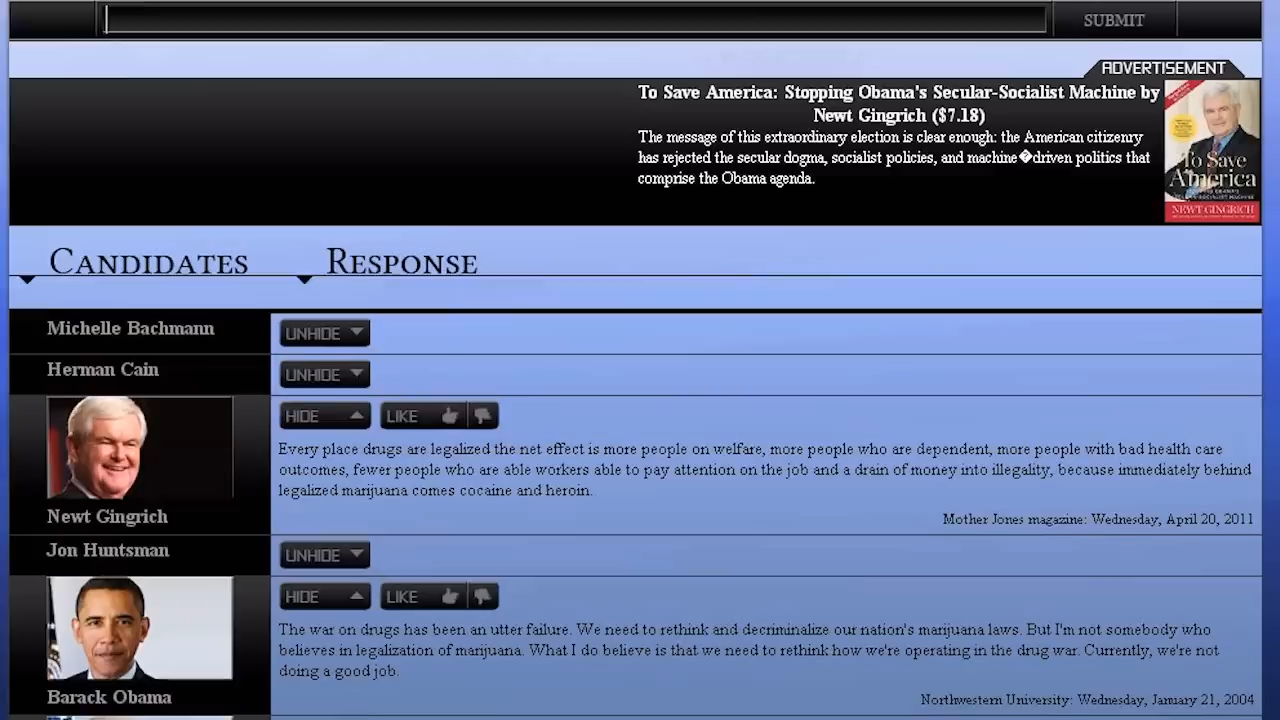 SUBMIT
ADVERTISEMENT
To Save America: Stopping Obama's Secular-Socialist Machine by
Newt Gingrich ($7.18)
The message of this extraordinary election is clear enough: the American citizenry
has rejected the secular dogma, socialist policies, and machine�driven politics that
comprise the Obama agenda.
To Save
America
NEWT GINGRICH
CANDIDATES
RESPONSE
Michelle Bachmann
UNHIDE
Herman Cain
UNHIDE
HIDE
LIKE
Every place drugs are legalized the net effect is more people on welfare, more people who are dependent, more people with bad health care
outcomes, fewer people who are able workers able to pay attention on the job and a drain of money into illegality, because immediately behind
legalized marijuana comes cocaine and heroin.
Newt Gingrich
Mother Jones magazine: Wednesday, April 20, 2011
Jon Huntsman
UNHIDE
HIDE
LIKE
The war on drugs has been an utter failure. We need to rethink and decriminalize our nation's marijuana laws. But I'm not somebody who
believes in legalization of marijuana. What I do believe is that we need to rethink how we're operating in the drug war. Currently, we're not
doing a good job.
Barack Obama
Northwestern University: Wednesday, January 21, 2004